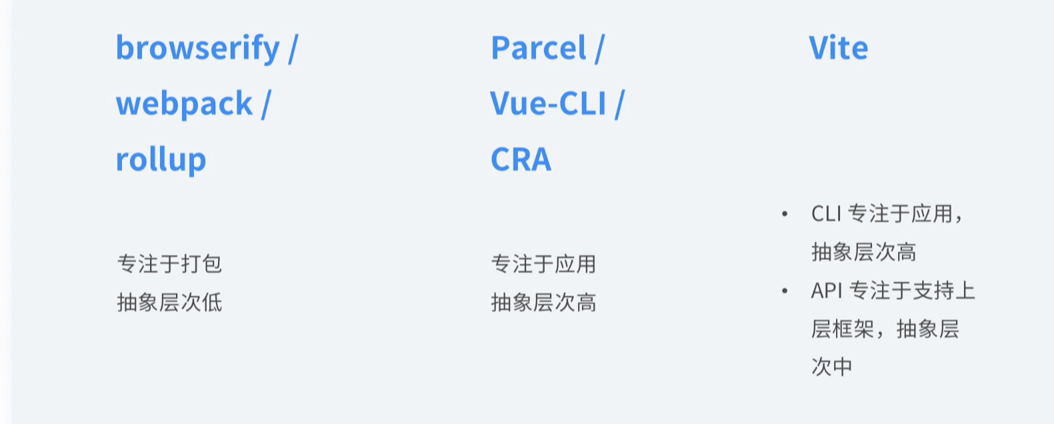 browserify /
webpack /
rollup
专注于打包
抽象层次低
Parcel /
Vue-CLI /
CRA
专注于应用
抽象层次高
Vite
• CLI 专注于应用，
抽象层次高
• API 专注于支持上
层框架，抽象层
次中